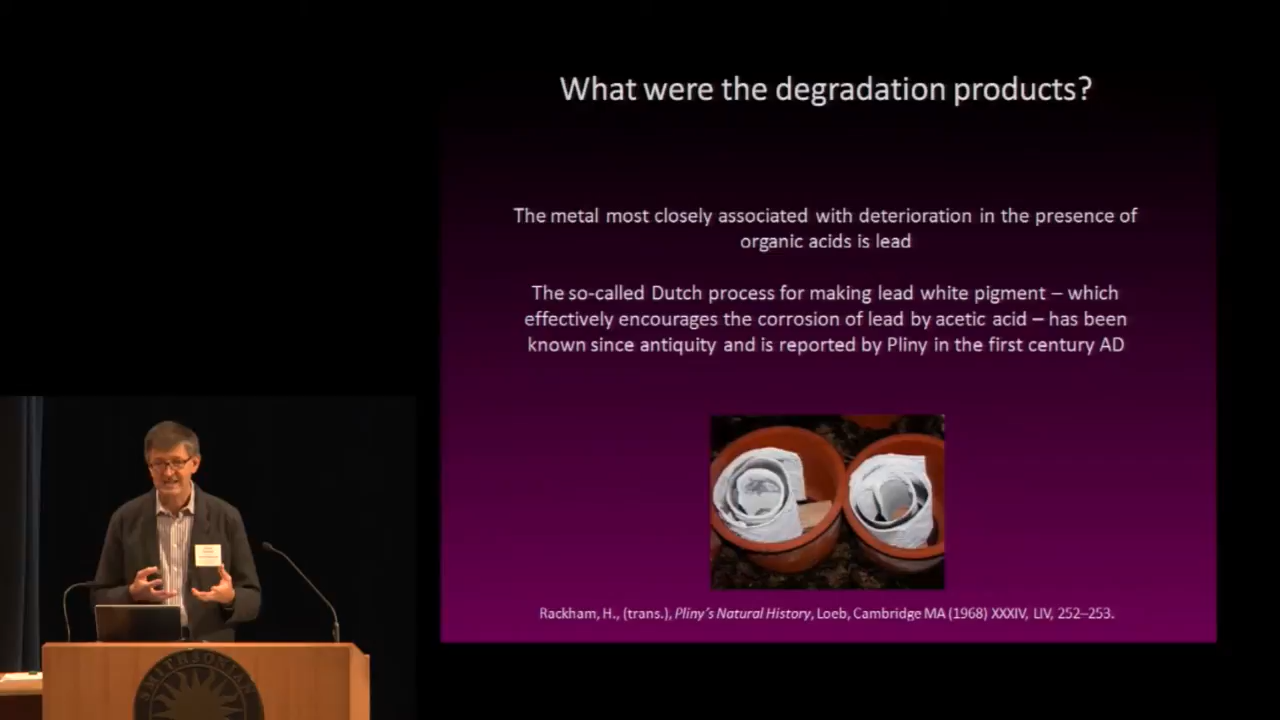 What were the degradation products?
The metal most closely associated with deterioration in the presence of
organic acids is lead
The so-called Dutch process for making lead white pigment – which
effectively encourages the corrosion of lead by acetic acid – has been
known since antiquity and is reported by Pliny in the first century AD
Rackham, H., (trans.), Pliny's Natural History, Loeb, Cambridge MA (1968) XXXIV, LIV, 252–253.
SMITHSONIAN